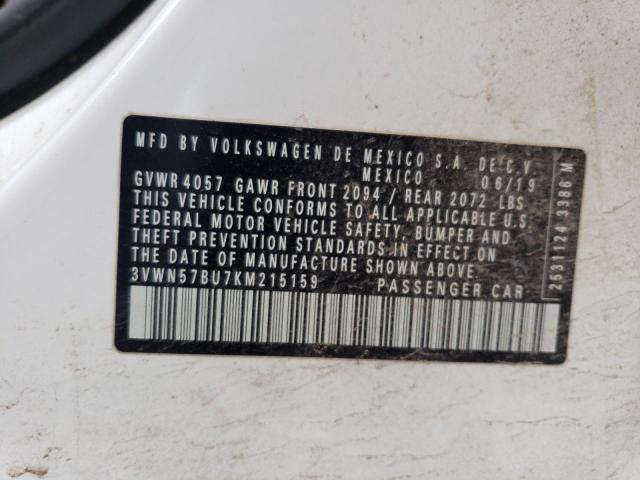 MFD BY VOLKSWAGEN DE MEXICO S.A. DE C.V.
MEXICO 06/19
GVWR 4057 GAWR FRONT 2094 / REAR 2072 LBS
THIS VEHICLE CONFORMS TO ALL APPLICABLE U.S.
FEDERAL MOTOR VEHICLE SAFETY, BUMPER AND
THEFT PREVENTION STANDARDS IN EFFECT ON
THE DATE OF MANUFACTURE SHOWN ABOVE.
3VWN57BU7KM215159 PASSENGER CAR
25311124 3386 M